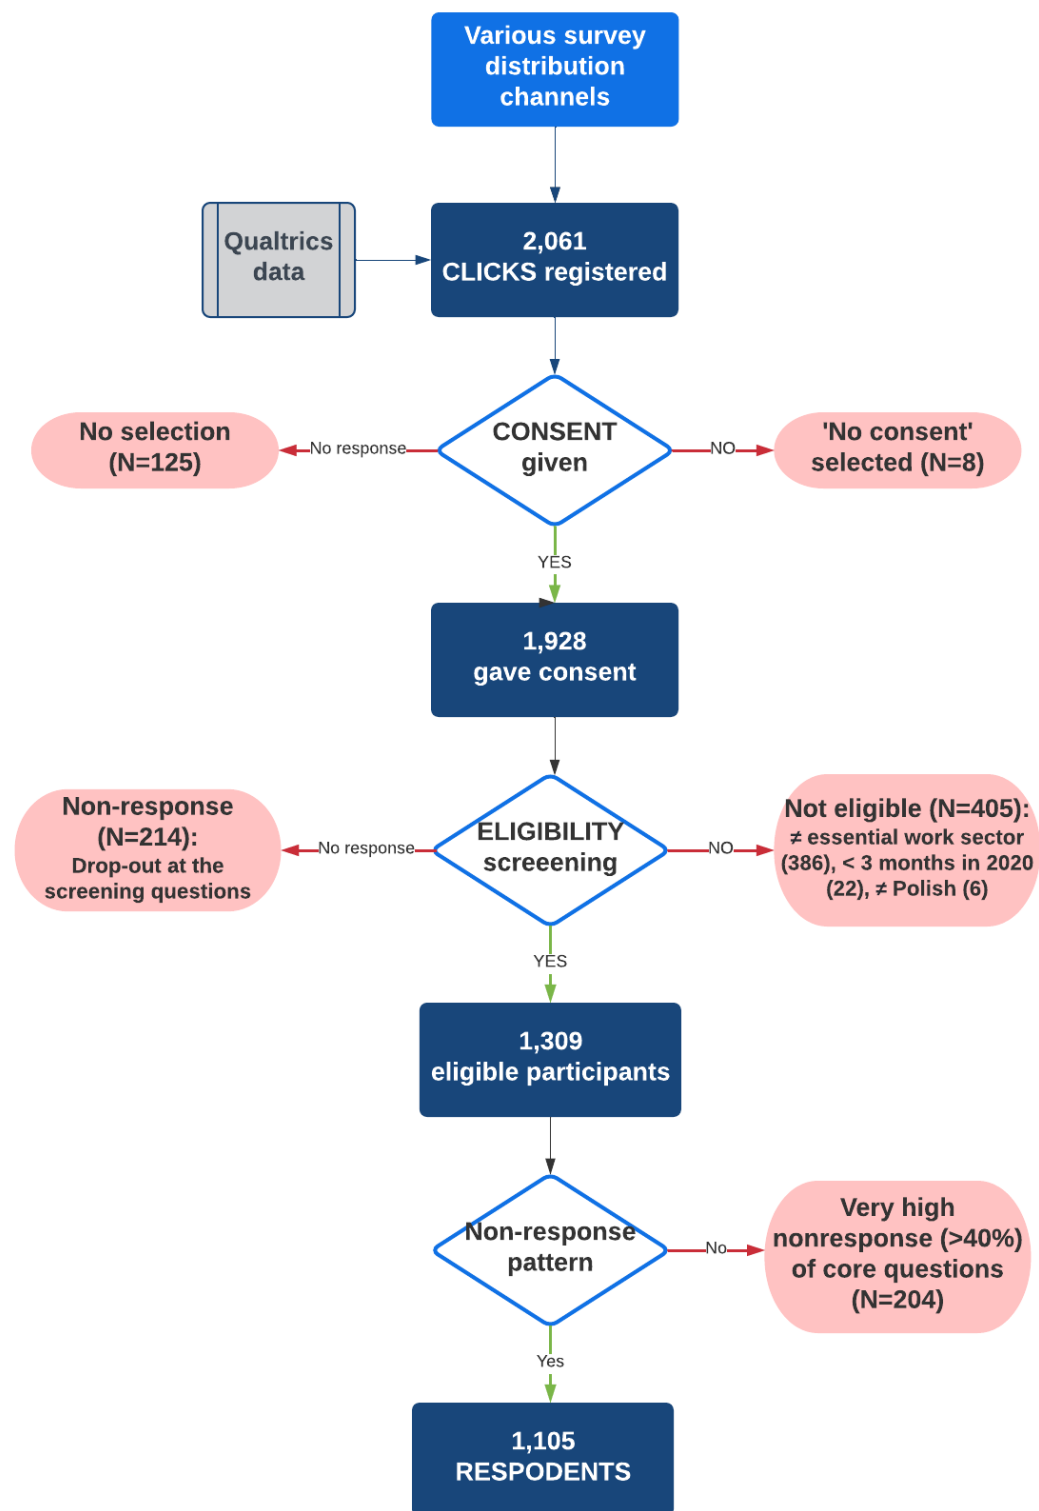 Various survey
distribution
channels
Qualtrics
data
2,061
CLICKS registered
No selection
(N=125)
No response
CONSENT
given
NO
'No consent'
selected (N=8)
YES
1,928
gave consent
Non-response
(N=214):
Drop-out at the
screening questions
No response
ELIGIBILITY
screeening
NO
Not eligible (N=405):
≠ essential work sector
(386), < 3 months in 2020
(22), ≠ Polish (6)
YES
1,309
eligible participants
Non-response
pattern
No
Very high
nonresponse (>40%)
of core questions
(N=204)
Yes
1,105
RESPODENTS